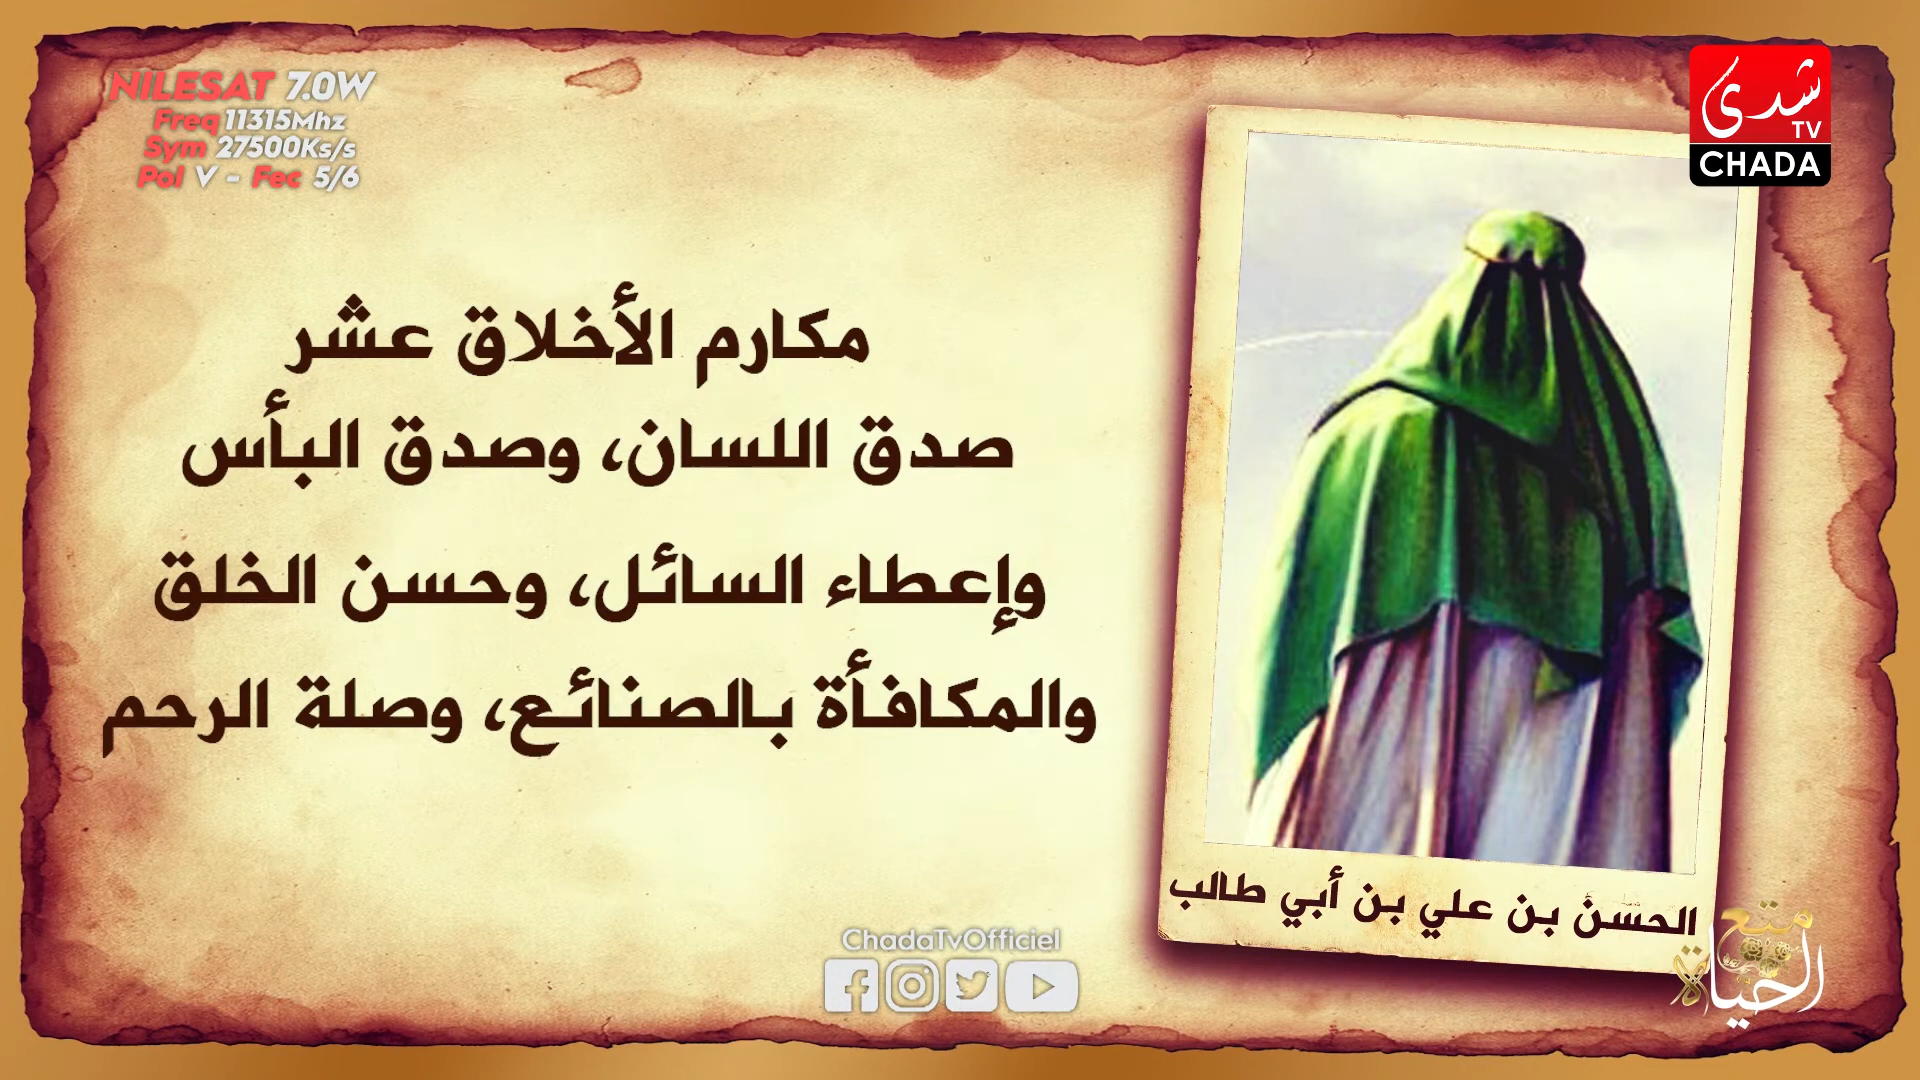 NILESAT 7.0W
Freq 11315Mhz
Sym 27500Ks/s
Pol V - Fec 5/6
شدى
TV
CHADA
مكارم الأخلاق عشر
صدق اللسان، وصدق البأس
وإعطاء السائل، وحسن الخلق
والمكافأة بالصنائع، وصلة الرحم
الحسن بن علي بن أبي طالب
متع
الحياة
ChadaTvOfficiel